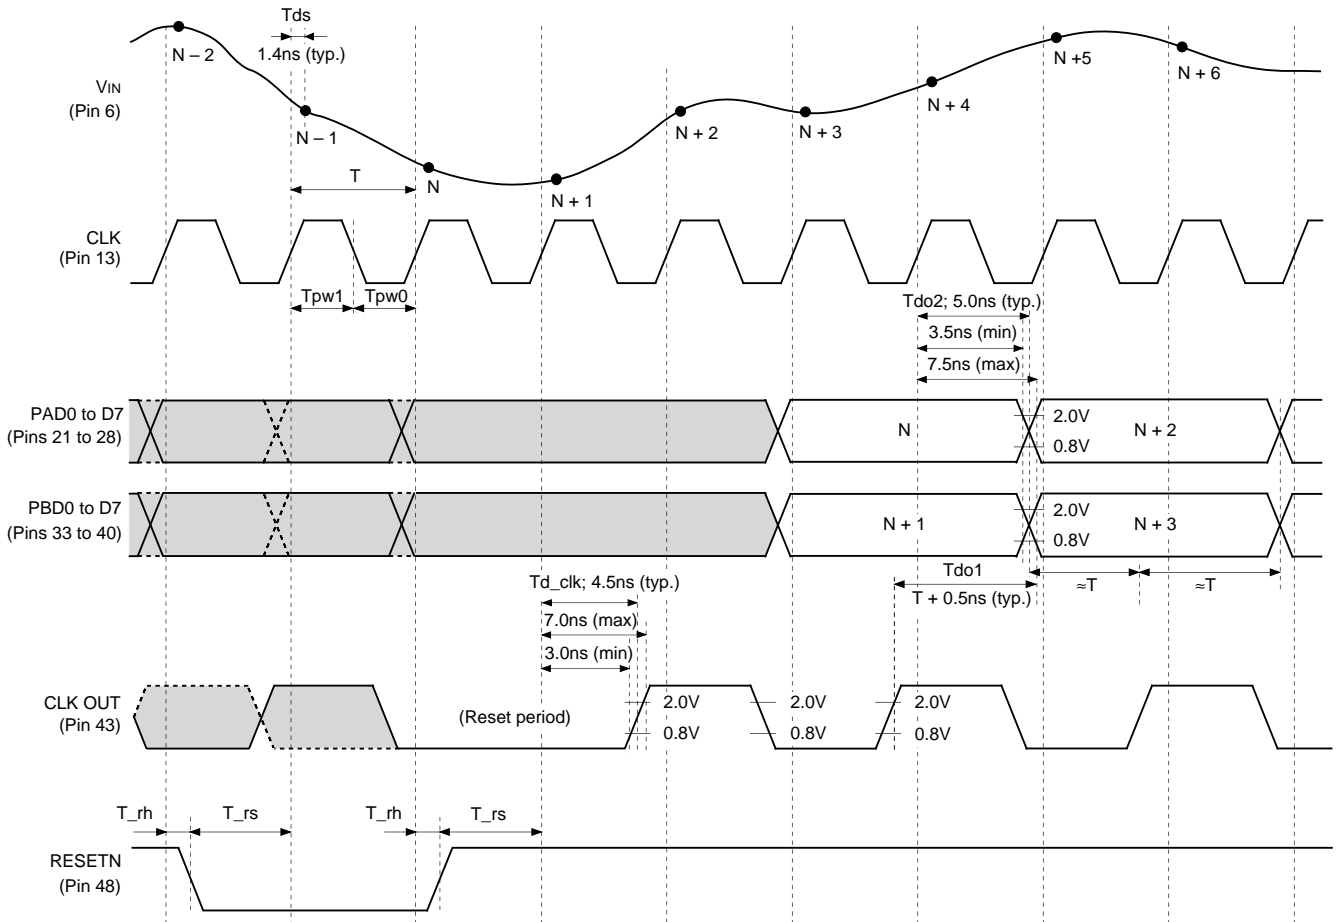 Tds
1.4ns (typ.)
N – 2
VIN
(Pin 6)
N – 1
T
N
N + 1
N + 2
N + 3
N + 4
N +5
N + 6
CLK
(Pin 13)
Tpw1
Tpw0
Tdo2; 5.0ns (typ.)
3.5ns (min)
7.5ns (max)
PAD0 to D7
(Pins 21 to 28)
N
2.0V
0.8V
N + 2
PBD0 to D7
(Pins 33 to 40)
N + 1
2.0V
0.8V
N + 3
Tdo1
T + 0.5ns (typ.)
≈T
≈T
Td_clk; 4.5ns (typ.)
7.0ns (max)
3.0ns (min)
CLK OUT
(Pin 43)
(Reset period)
2.0V
0.8V
2.0V
0.8V
2.0V
0.8V
T_rh
T_rs
T_rh
T_rs
RESETN
(Pin 48)